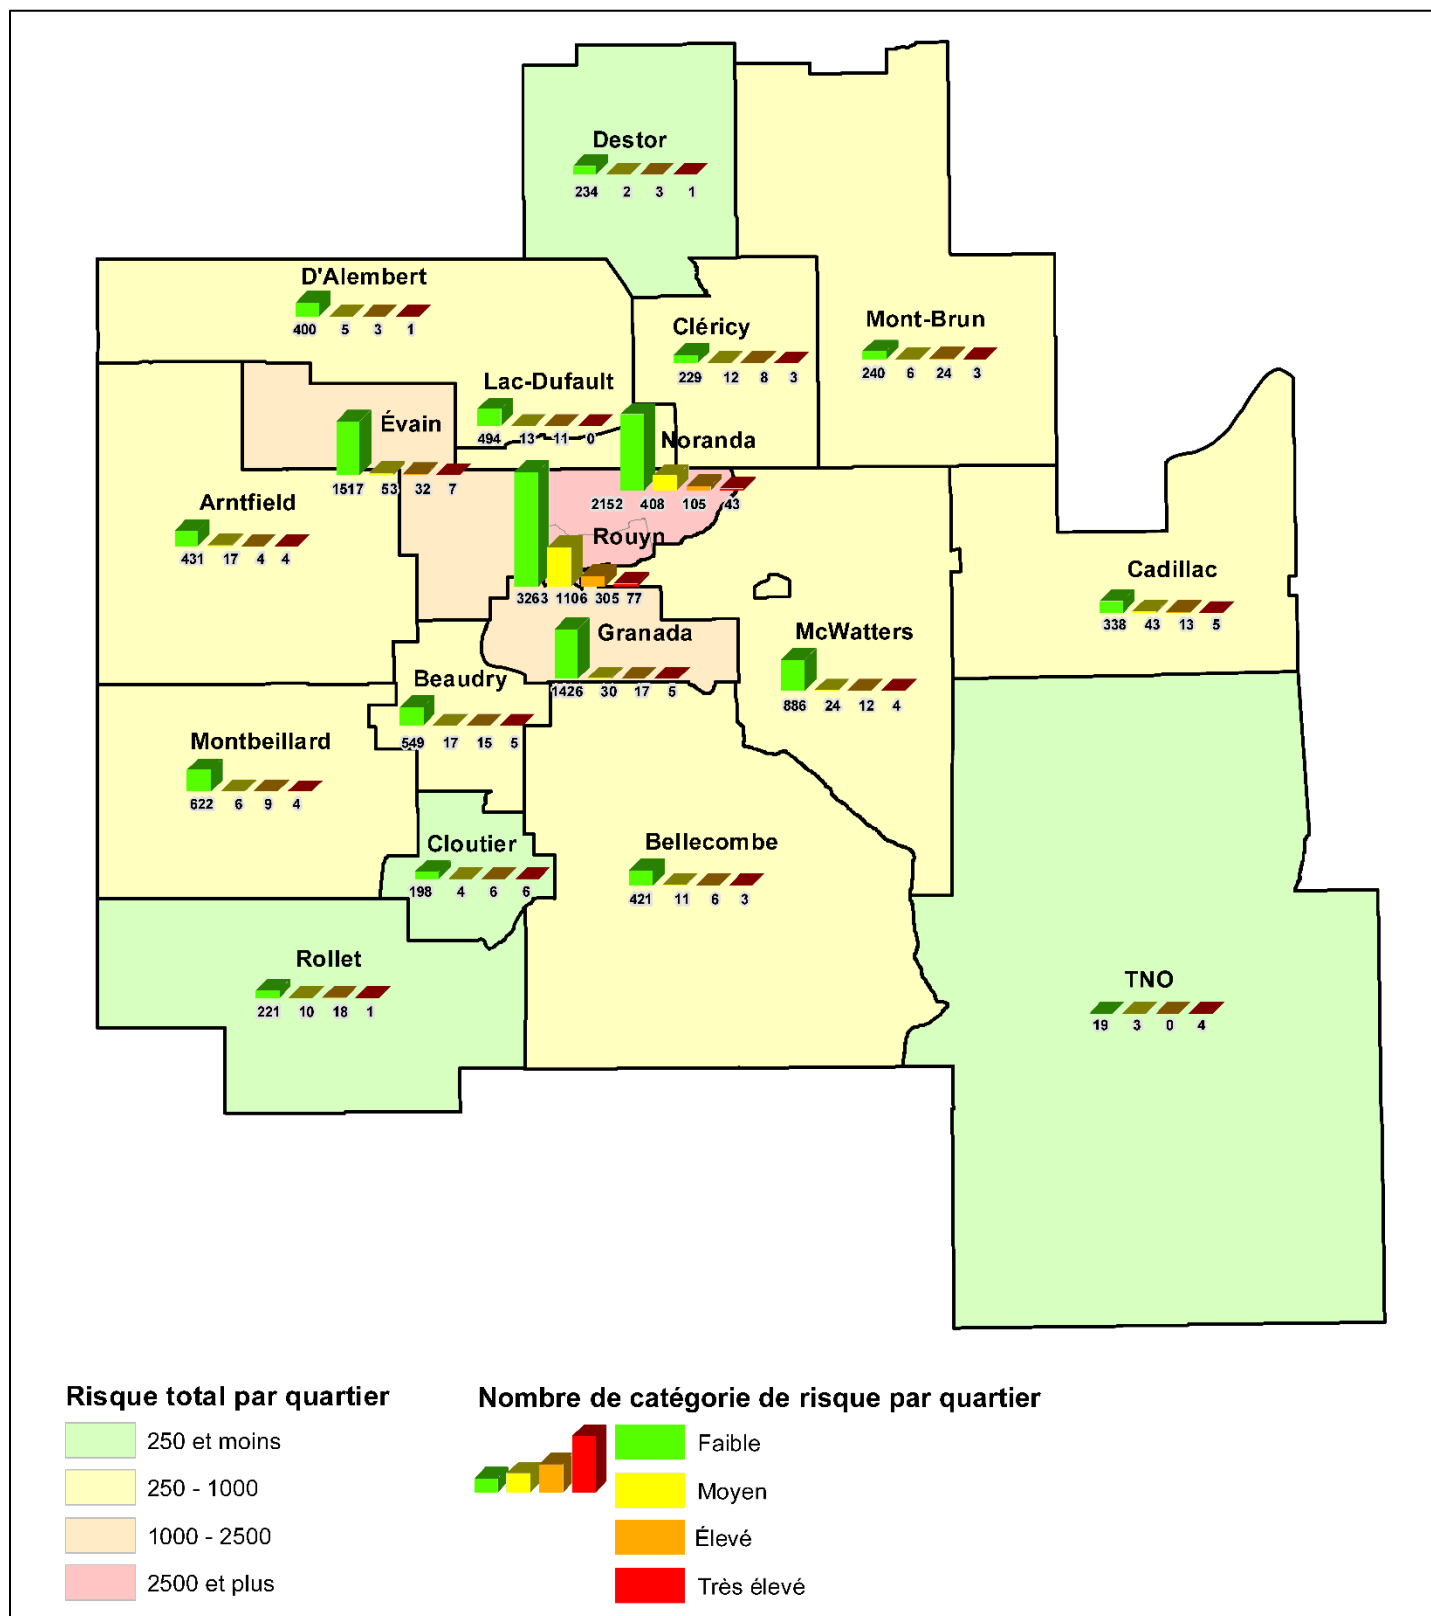 Destor
234 2 3 1
D'Alembert
400 5 3 1
Cléricy
229 12 8 3
Mont-Brun
240 6 24 3
Lac-Dufault
494 13 11 0
Évain
1517 53 32 7
Noranda
2152 408 105 43
Arntfield
431 17 4 4
Rouyn
3263 1106 305 77
Cadillac
338 43 13 5
Granada
1426 30 17 5
McWatters
886 24 12 4
Beaudry
549 17 15 5
Montbeillard
622 6 9 4
Cloutier
198 4 6 6
Bellecombe
421 11 6 3
Rollet
221 10 18 1
TNO
19 3 0 4
Risque total par quartier
250 et moins
250 - 1000
1000 - 2500
2500 et plus
Nombre de catégorie de risque par quartier
Faible
Moyen
Élevé
Très élevé